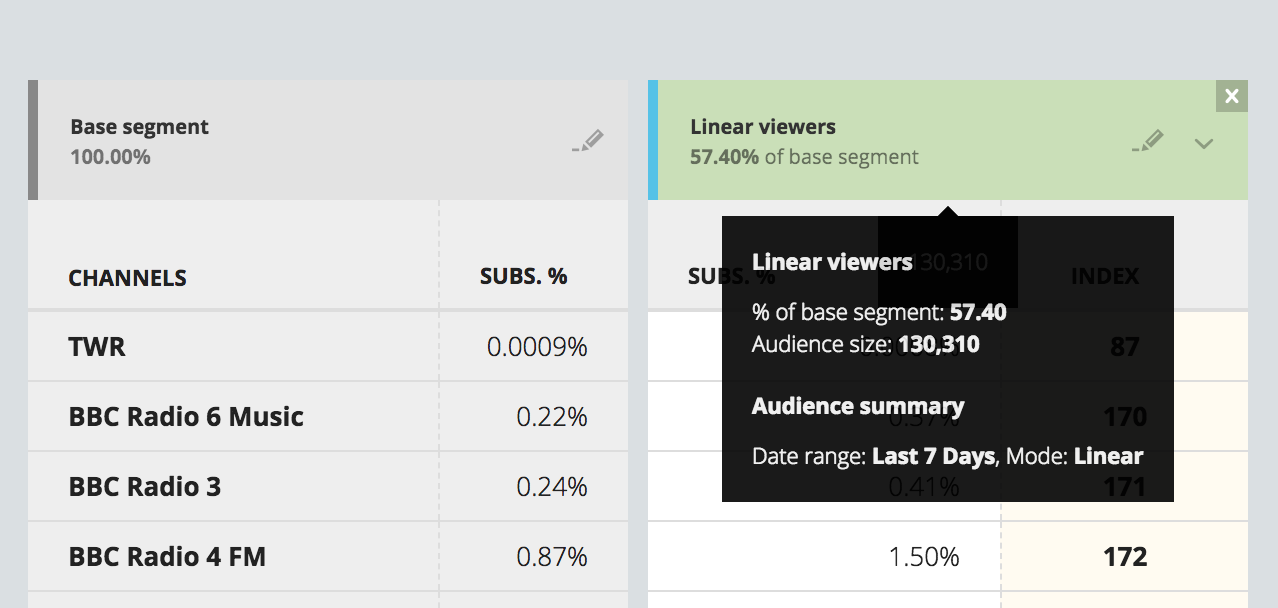 Base segment
100.00%
Linear viewers
57.40% of base segment
CHANNELS
SUBS. %
SUBS. %
INDEX
130,310
Linear viewers
% of base segment: 57.40
Audience size: 130,310
Audience summary
Date range: Last 7 Days, Mode: Linear
TWR
0.0009%
87
BBC Radio 6 Music
0.22%
0.37%
170
BBC Radio 3
0.24%
0.41%
171
BBC Radio 4 FM
0.87%
1.50%
172